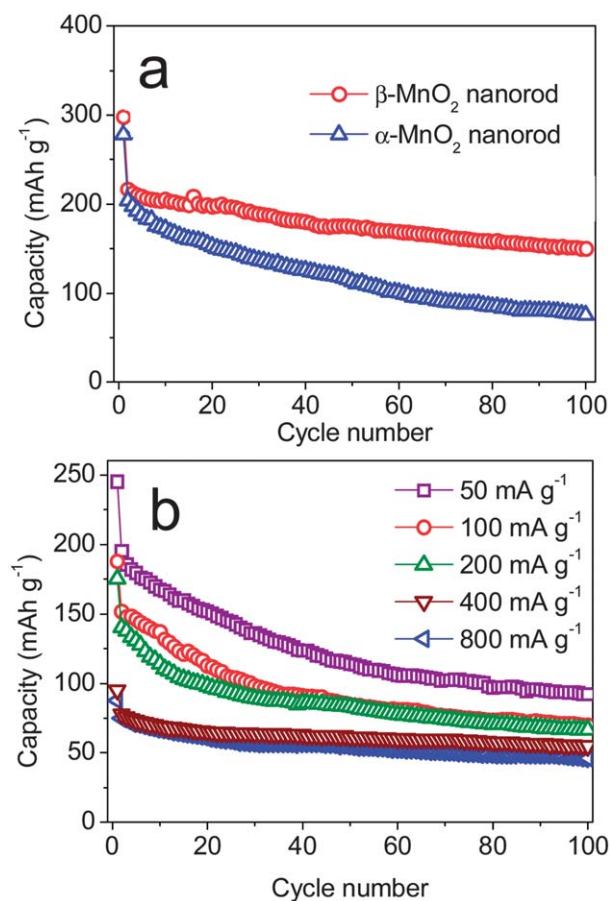 a
β-MnO₂ nanorod
α-MnO₂ nanorod
400
300
200
100
0
Capacity (mAh g⁻¹)
0 20 40 60 80 100
Cycle number
b
50 mA g⁻¹
100 mA g⁻¹
200 mA g⁻¹
400 mA g⁻¹
800 mA g⁻¹
250
200
150
100
50
0
Capacity (mAh g⁻¹)
0 20 40 60 80 100
Cycle number